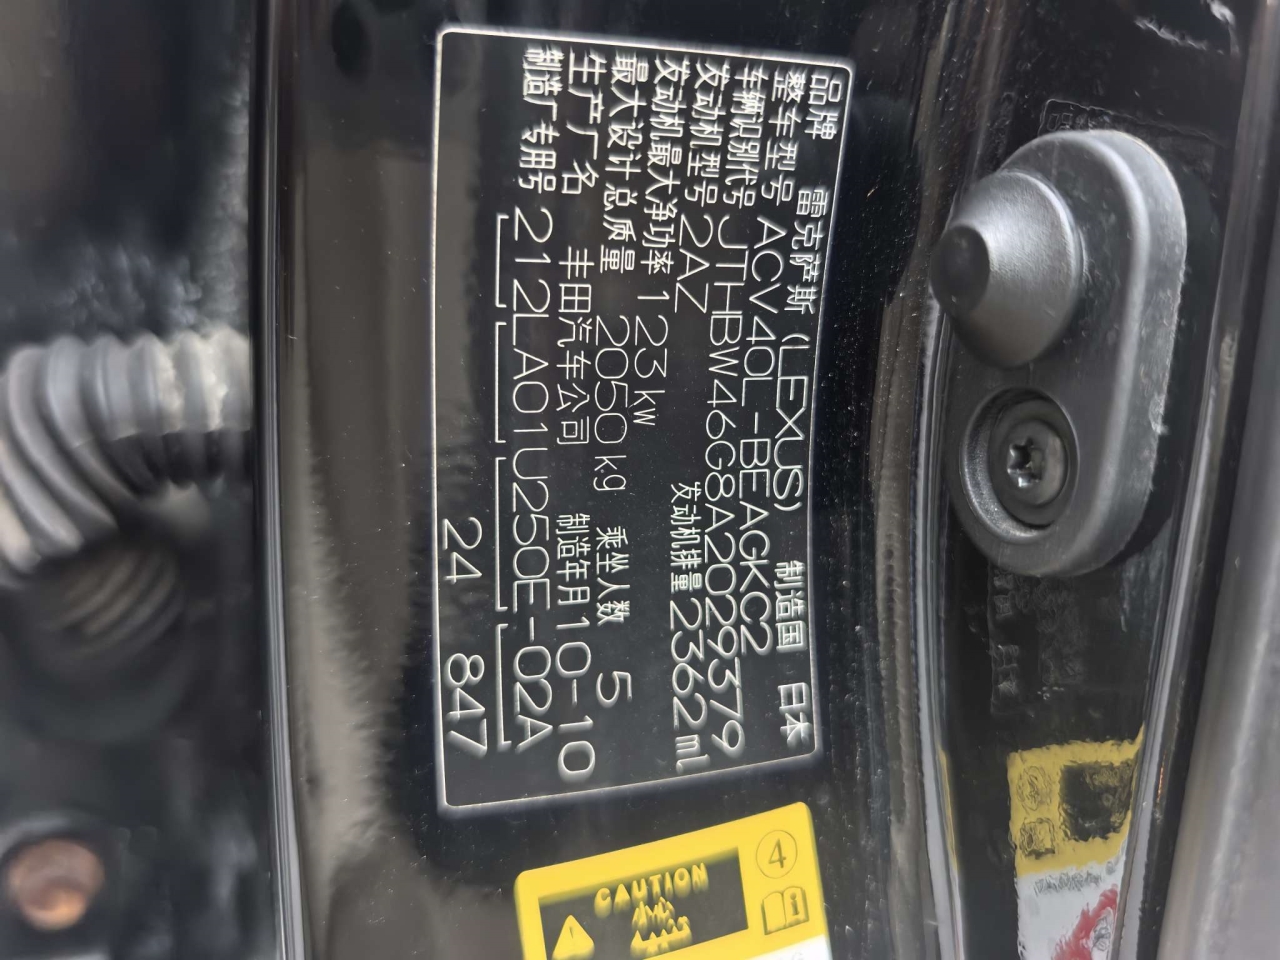 品牌 雷克萨斯(LEXUS) 制造国 日本
整车型号 ACV40L-BEAGKC2
车辆识别代号 JTHBW46G8A2029379
发动机型号 2AZ 发动机排量 2362ml
发动机最大净功率 123kW
最大设计总质量 2050kg 乘坐人数 5
生产厂名 丰田汽车公司 制造年月 10-10
制造厂专用号 212LA01U250E-02A
24 847
CAUTION
4